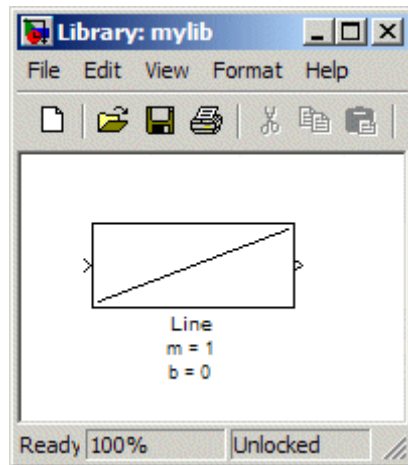 Library: mylib
File Edit View Format Help
Line
m = 1
b = 0
Ready 100% Unlocked